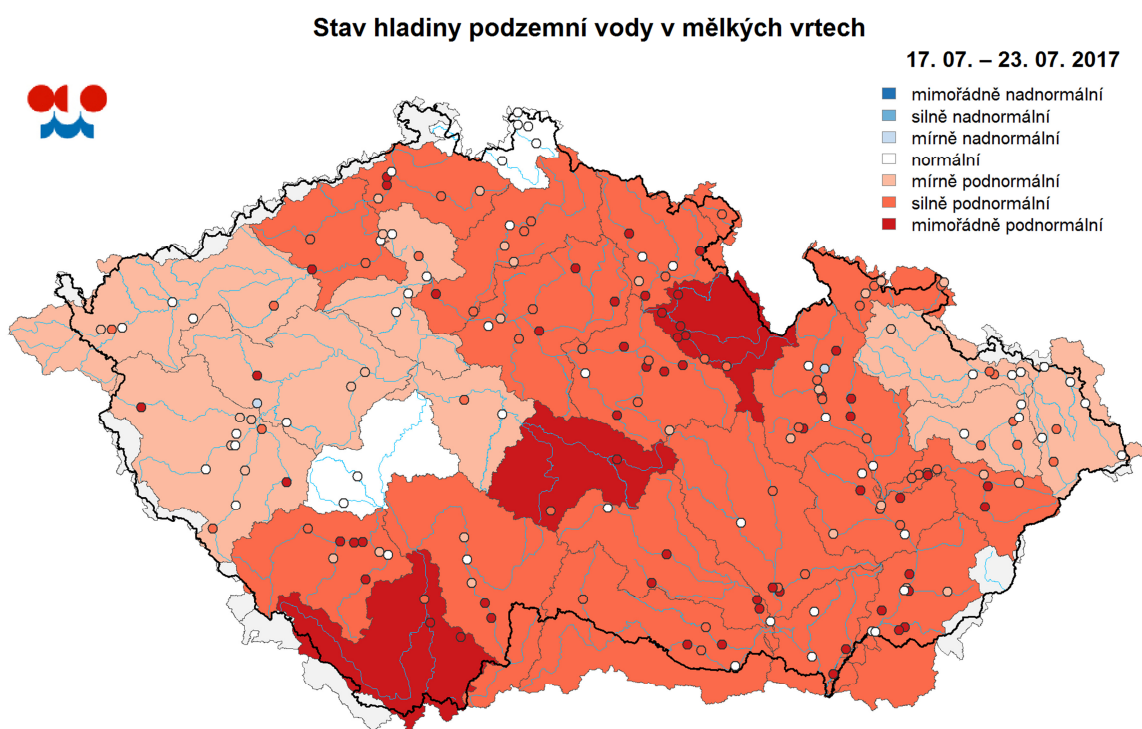 Stav hladiny podzemní vody v mělkých vrtech
17. 07. – 23. 07. 2017
mimořádně nadnormální
silně nadnormální
mírně nadnormální
normální
mírně podnormální
silně podnormální
mimořádně podnormální